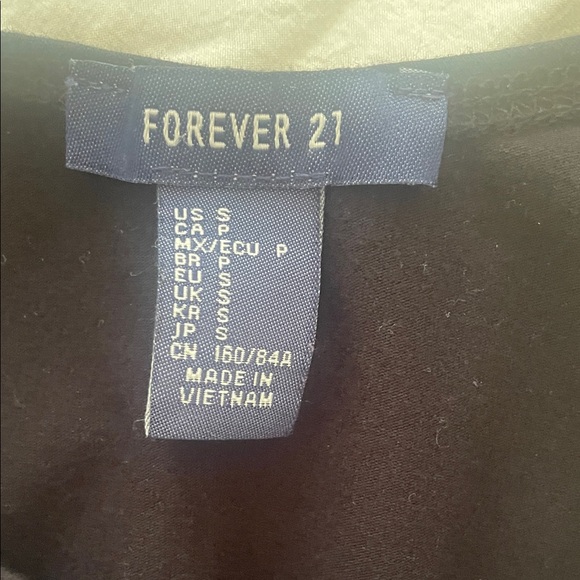 FOREVER 21
US S
CA P
MX/ECU P
BR P
EU S
UK S
KR S
JP S
CN 160/84A
MADE IN
VIETNAM